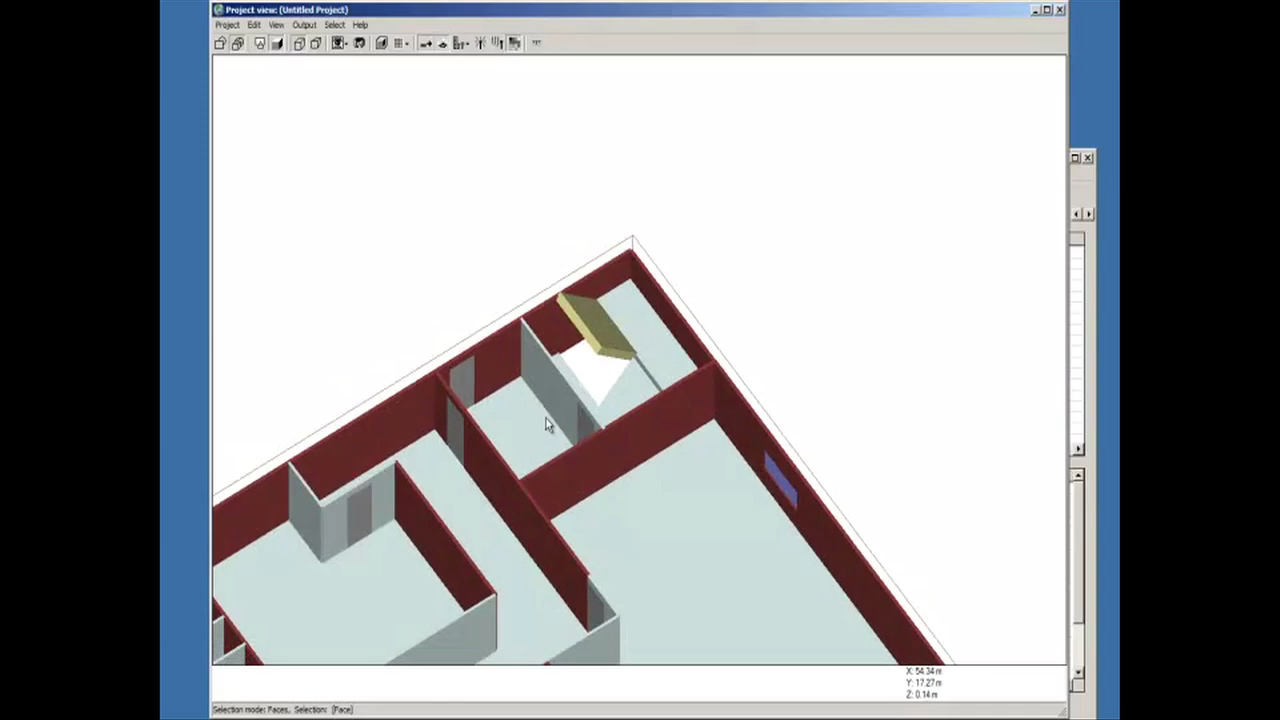 Project view: (Untitled Project)
Project Edit View Output Select Help
X: 54.34 m
Y: 17.27 m
Z: 0.14 m
Selection mode: Faces, Selection: [Face]